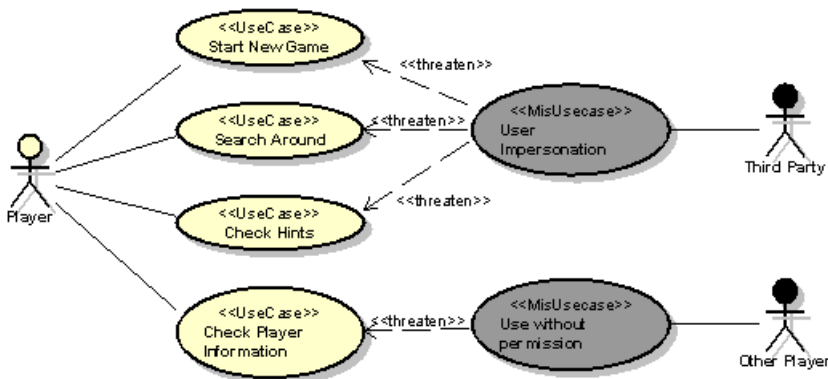 <<UseCase>>
Start New Game
<<threaten>>
<<UseCase>>
Search Around
<<threaten>>
<<MisUsecase>>
User
Impersonation
Third Party
Player
<<UseCase>>
Check Hints
<<threaten>>
<<UseCase>>
Check Player
Information
<<threaten>>
<<MisUsecase>>
Use without
permission
Other Player